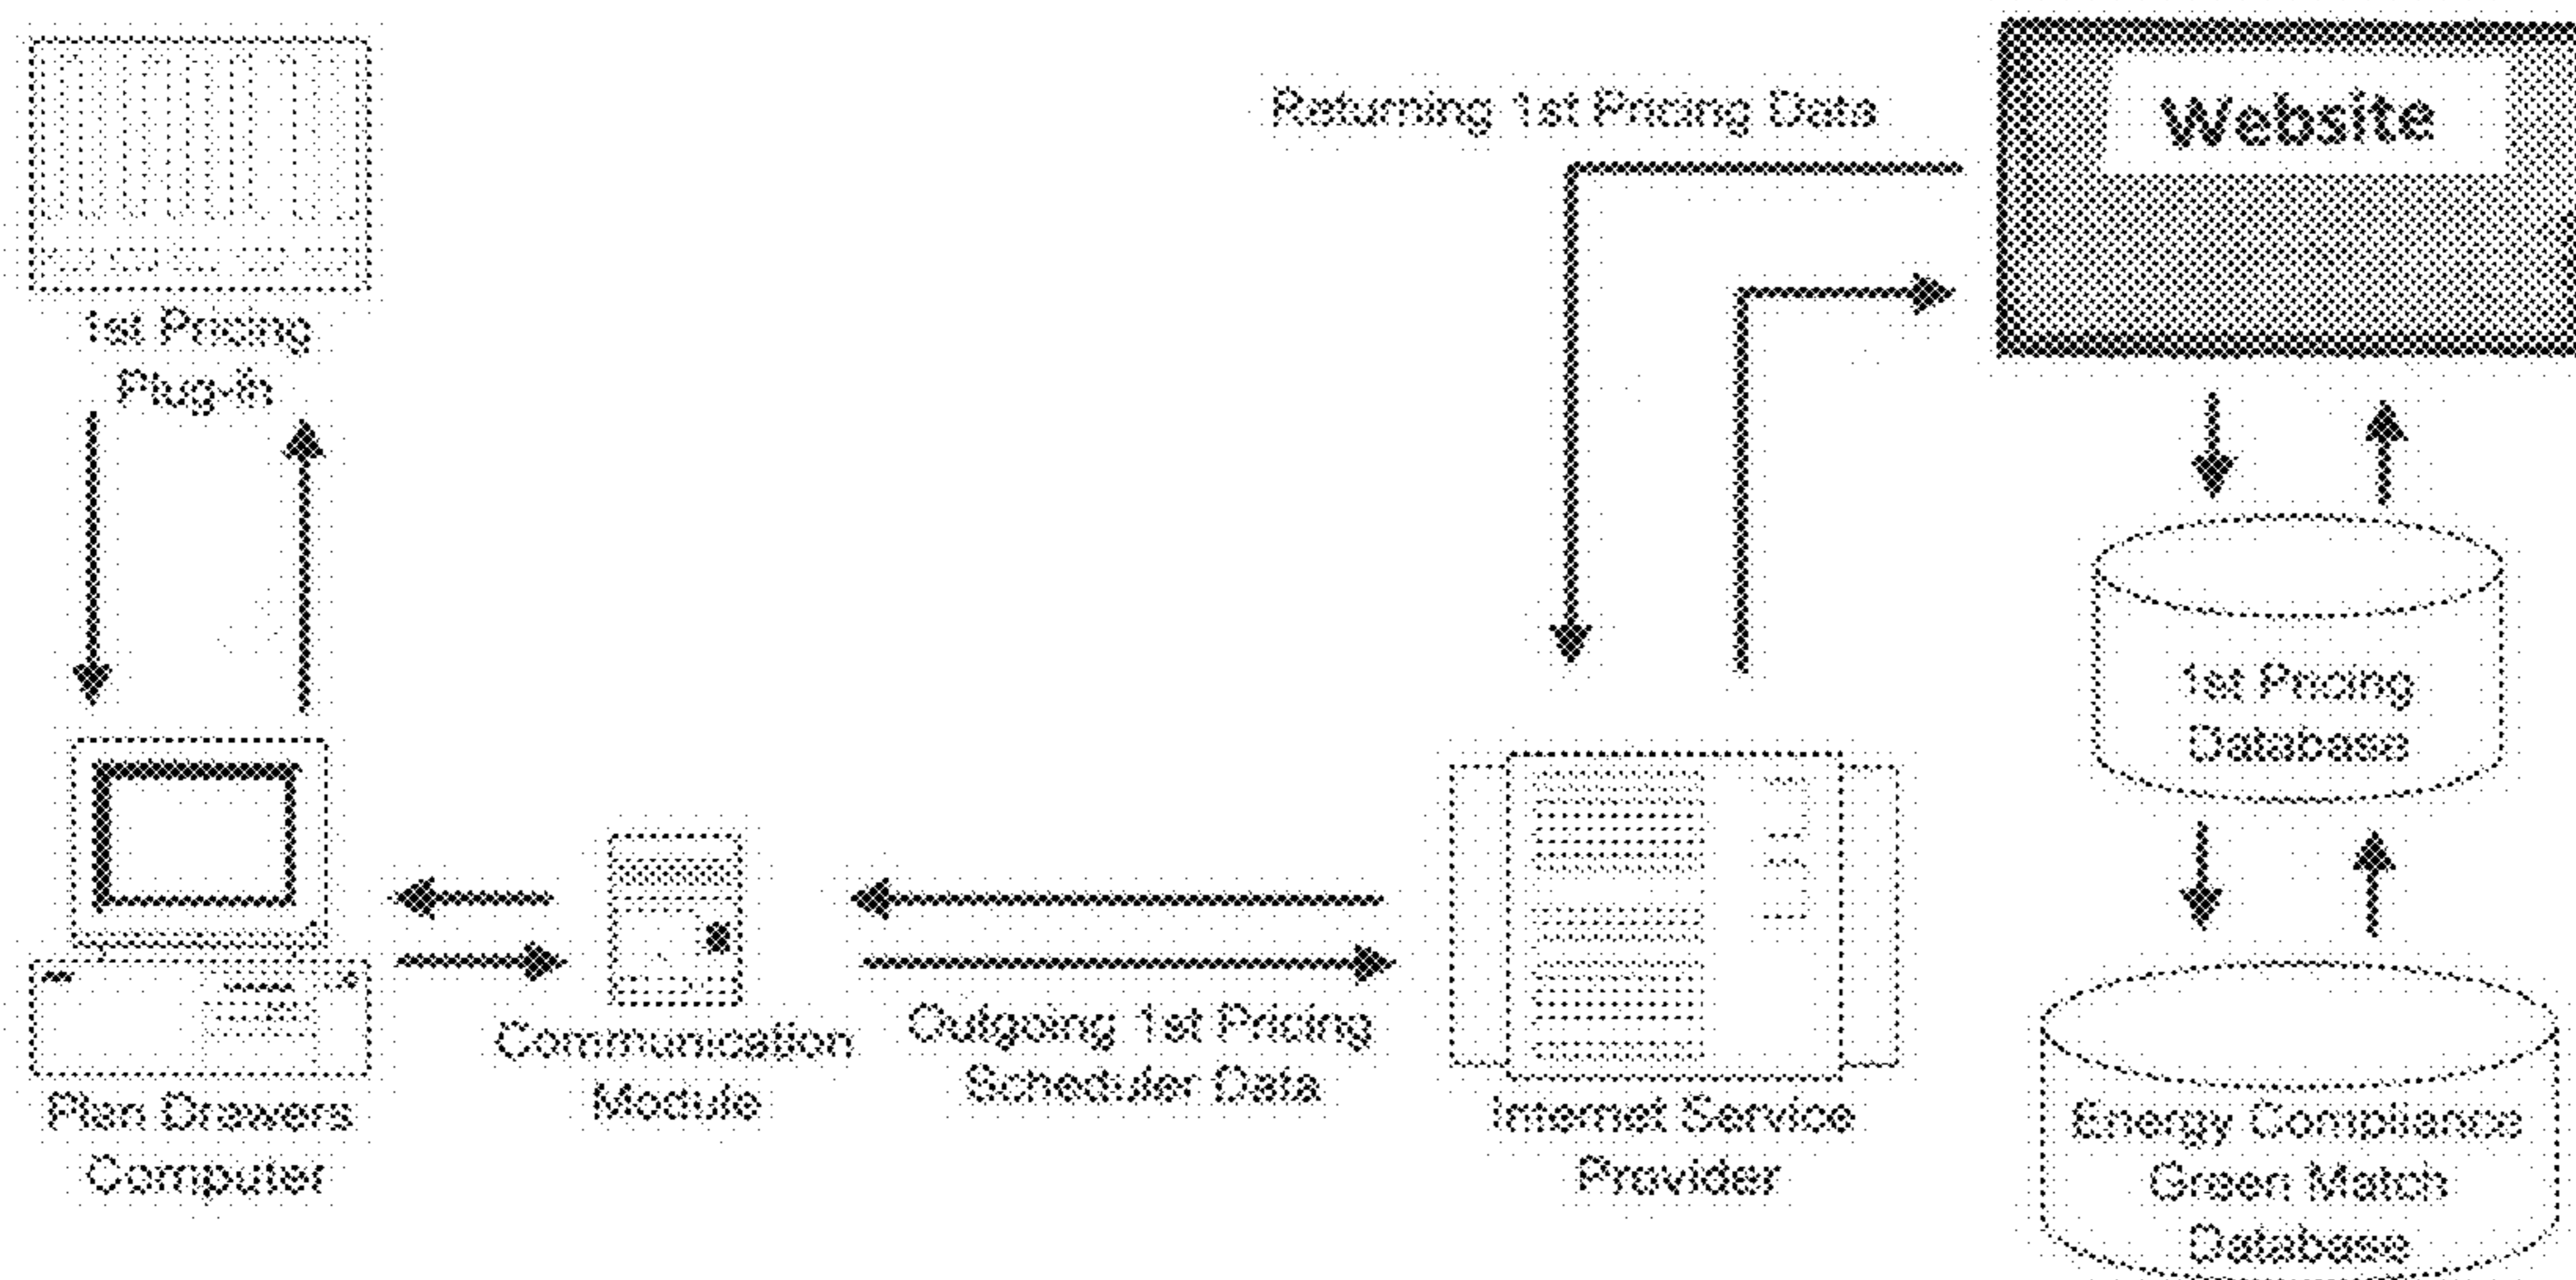 Returning 1st Pricing Data
Website
1st Pricing
Plug-in
1st Pricing
Database
Plan Drawers
Computer
Communication
Module
Outgoing 1st Pricing
Scheduler Data
Internet Service
Provider
Energy Compliance
Green Match
Database